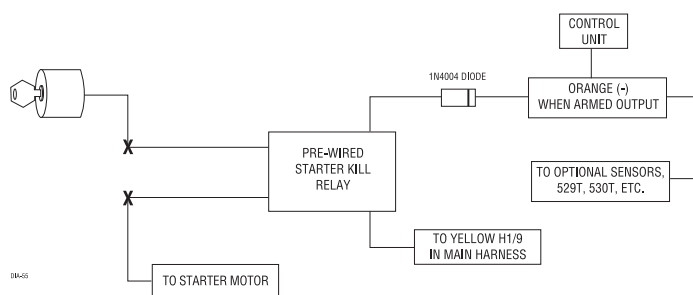 CONTROL
UNIT
1N4004 DIODE
ORANGE (-)
WHEN ARMED OUTPUT
PRE-WIRED
STARTER KILL
RELAY
TO OPTIONAL SENSORS,
529T, 530T, ETC.
TO YELLOW H1/9
IN MAIN HARNESS
X
X
TO STARTER MOTOR
DIA-55